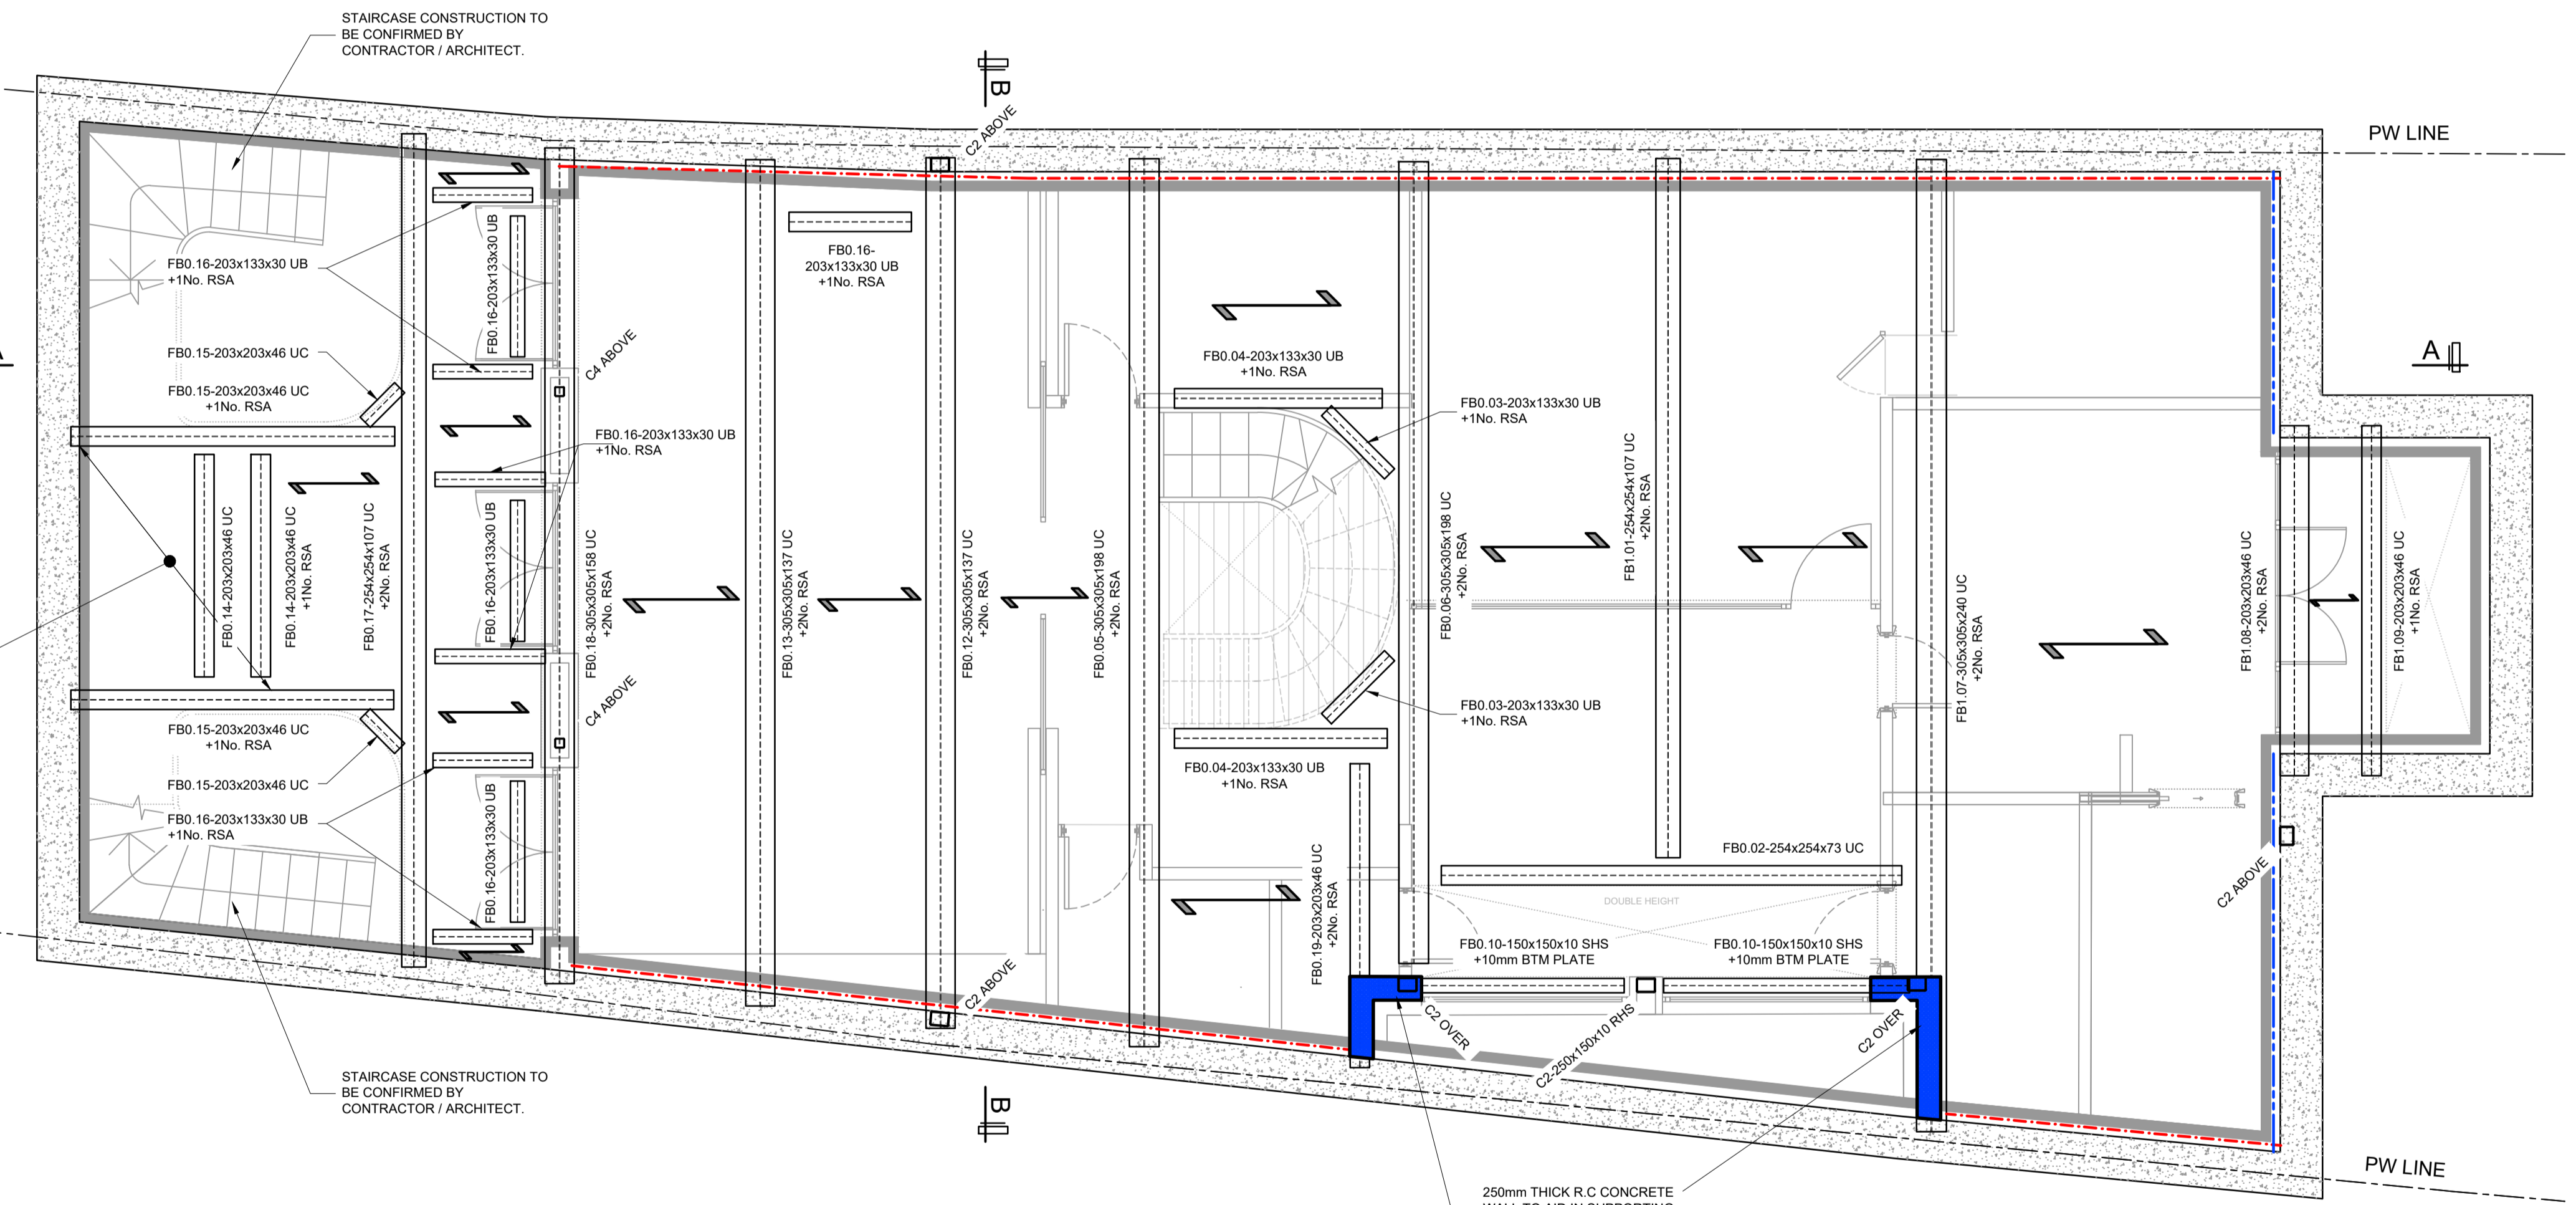 STAIRCASE CONSTRUCTION TO
BE CONFIRMED BY
CONTRACTOR / ARCHITECT.
B
C2 ABOVE
PW LINE
FB0.16-203x133x30 UB
+1No. RSA
FB0.16-203x133x30 UB
FB0.16-
203x133x30 UB
+1No. RSA
FB0.15-203x203x46 UC
FB0.15-203x203x46 UC
+1No. RSA
C4 ABOVE
FB0.04-203x133x30 UB
+1No. RSA
FB0.03-203x133x30 UB
+1No. RSA
A
FB0.16-203x133x30 UB
+1No. RSA
FB0.14-203x203x46 UC
FB0.14-203x203x46 UC
+1No. RSA
FB0.17-254x254x107 UC
+2No. RSA
FB0.16-203x133x30 UB
FB0.18-305x305x158 UC
+2No. RSA
FB0.13-305x305x137 UC
+2No. RSA
FB0.12-305x305x137 UC
+2No. RSA
FB0.05-305x305x198 UC
+2No. RSA
FB0.06-305x305x198 UC
+2No. RSA
FB1.01-254x254x107 UC
+2No. RSA
FB1.07-305x305x240 UC
+2No. RSA
FB1.08-203x203x46 UC
+2No. RSA
FB1.09-203x203x46 UC
+1No. RSA
C4 ABOVE
FB0.03-203x133x30 UB
+1No. RSA
FB0.15-203x203x46 UC
+1No. RSA
FB0.15-203x203x46 UC
FB0.16-203x133x30 UB
+1No. RSA
FB0.16-203x133x30 UB
FB0.04-203x133x30 UB
+1No. RSA
FB0.19-203x203x46 UC
+2No. RSA
FB0.02-254x254x73 UC
DOUBLE HEIGHT
FB0.10-150x150x10 SHS
+10mm BTM PLATE
FB0.10-150x150x10 SHS
+10mm BTM PLATE
C2 ABOVE
C2 ABOVE
C2 OVER
C2-250x150x10 RHS
C2 OVER
STAIRCASE CONSTRUCTION TO
BE CONFIRMED BY
CONTRACTOR / ARCHITECT.
B
PW LINE
250mm THICK R.C CONCRETE